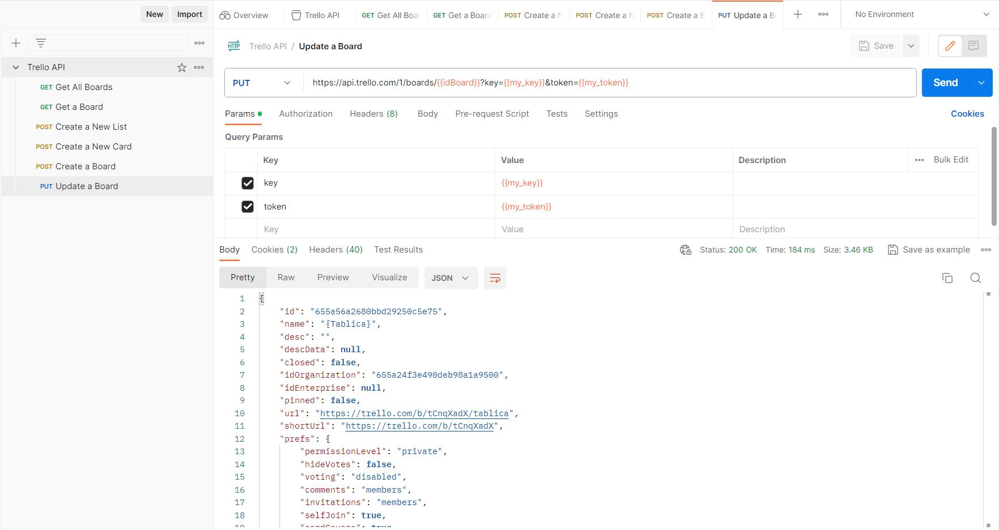 New Import Overview Trello API GET Get All Boar GET Get a Board POST Create a N POST Create a N POST Create a B PUT Update a Bo No Environment
Trello API / Update a Board Save
Trello API
GET Get All Boards
GET Get a Board
POST Create a New List
POST Create a New Card
POST Create a Board
PUT Update a Board
HTTP
PUT https://api.trello.com/1/boards/{{idBoard}}?key={{my_key}}&token={{my_token}} Send
Params Authorization Headers (8) Body Pre-request Script Tests Settings Cookies
Query Params
Key Value Description Bulk Edit
key {{my_key}}
token {{my_token}}
Key Value Description
Body Cookies (2) Headers (40) Test Results Status: 200 OK Time: 184 ms Size: 3.46 KB Save as example
Pretty Raw Preview Visualize JSON
1 {
2 "id": "655a56a2680bbd29250c5e75",
3 "name": "{Tablica}",
4 "desc": "",
5 "descData": null,
6 "closed": false,
7 "idOrganization": "655a24f3e490deb98a1a9500",
8 "idEnterprise": null,
9 "pinned": false,
10 "url": "https://trello.com/b/tCnqXadX/tablica",
11 "shortUrl": "https://trello.com/b/tCnqXadX",
12 "prefs": {
13 "permissionLevel": "private",
14 "hideVotes": false,
15 "voting": "disabled",
16 "comments": "members",
17 "invitations": "members",
18 "selfJoin": true,
19 "cardCovers": true